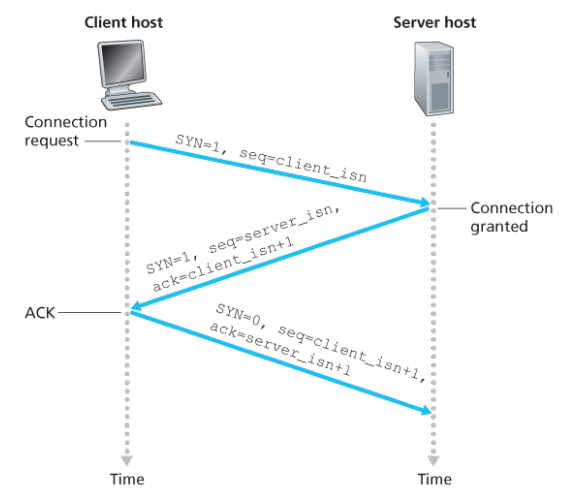 Client host
Server host
Connection
request
SYN=1, seq=client_isn
Connection
granted
SYN=1, seq=server_isn,
ack=client_isn+1
ACK
SYN=0, seq=client_isn+1,
ack=server_isn+1
Time
Time